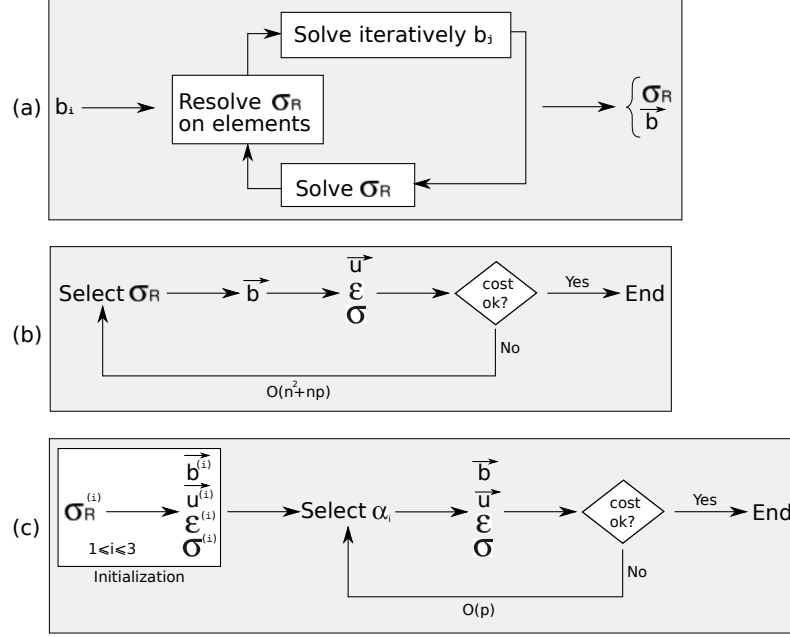 (a)
bᵢ
Solve iteratively bⱼ
Resolve σR
on elements
Solve σR
σR
b⃗
(b)
Select σR
b⃗
u⃗
ε
σ
cost
ok?
Yes
End
No
O(n²+np)
(c)
σR⁽ⁱ⁾
1⩽i⩽3
b⃗⁽ⁱ⁾
u⃗⁽ⁱ⁾
ε⁽ⁱ⁾
σ⁽ⁱ⁾
Initialization
Select αᵢ
b⃗
u⃗
ε
σ
cost
ok?
Yes
End
No
O(p)